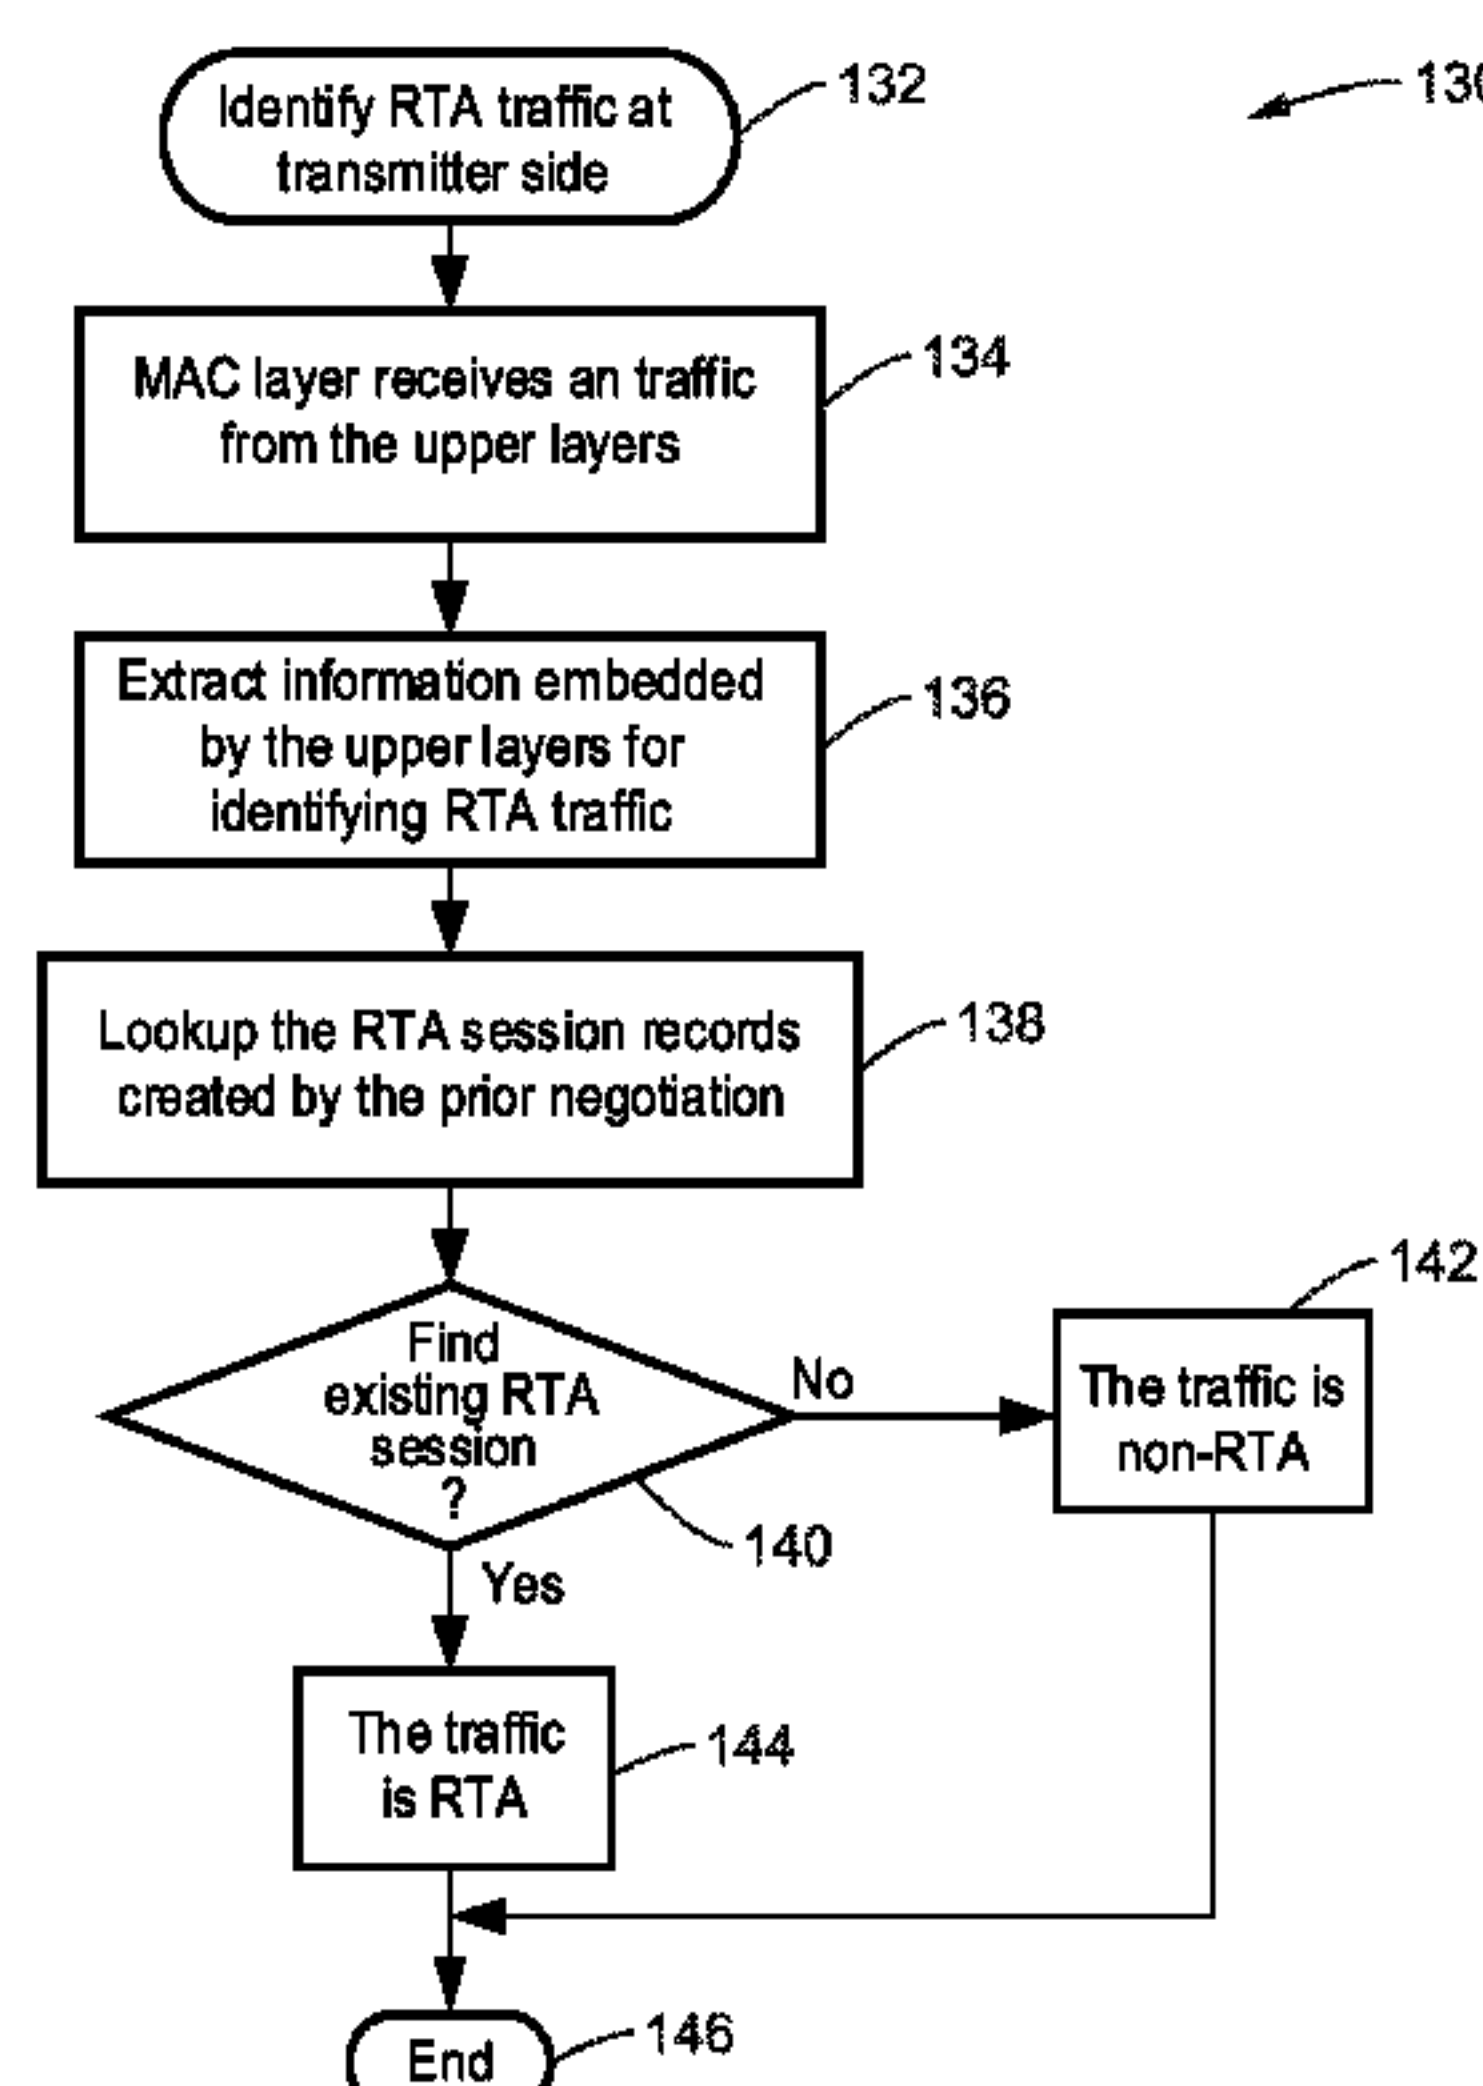 Identify RTA traffic at
transmitter side
132
MAC layer receives an traffic
from the upper layers
134
Extract information embedded
by the upper layers for
identifying RTA traffic
136
Lookup the RTA session records
created by the prior negotiation
138
Find
existing RTA
session
?
140
No
142
The traffic is
non-RTA
Yes
The traffic
is RTA
144
End
146